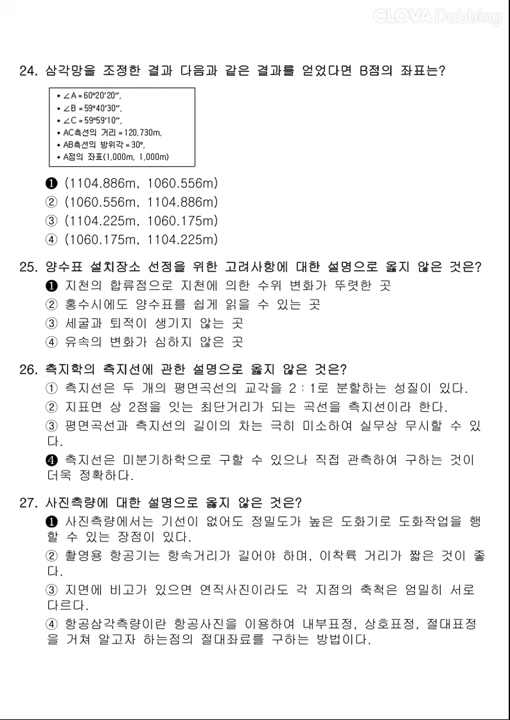 CLOVA Dubbing
24. 삼각망을 조정한 결과 다음과 같은 결과를 얻었다면 B점의 좌표는?
• ∠A = 60°20′20″,
• ∠B = 59°40′30″,
• ∠C = 59°59′10″,
• AC측선의 거리 = 120.730m,
• AB측선의 방위각 = 30°,
• A점의 좌표(1,000m, 1,000m)
❶ (1104.886m, 1060.556m)
② (1060.556m, 1104.886m)
③ (1104.225m, 1060.175m)
④ (1060.175m, 1104.225m)
25. 양수표 설치장소 선정을 위한 고려사항에 대한 설명으로 옳지 않은 것은?
❶ 지천의 합류점으로 지천에 의한 수위 변화가 뚜렷한 곳
② 홍수시에도 양수표를 쉽게 읽을 수 있는 곳
③ 세굴과 퇴적이 생기지 않는 곳
④ 유속의 변화가 심하지 않은 곳
26. 측지학의 측지선에 관한 설명으로 옳지 않은 것은?
① 측지선은 두 개의 평면곡선의 교각을 2 : 1로 분할하는 성질이 있다.
② 지표면 상 2점을 잇는 최단거리가 되는 곡선을 측지선이라 한다.
③ 평면곡선과 측지선의 길이의 차는 극히 미소하여 실무상 무시할 수 있
다.
❹ 측지선은 미분기하학으로 구할 수 있으나 직접 관측하여 구하는 것이
더욱 정확하다.
27. 사진측량에 대한 설명으로 옳지 않은 것은?
❶ 사진측량에서는 기선이 없어도 정밀도가 높은 도화기로 도화작업을 행
할 수 있는 장점이 있다.
② 촬영용 항공기는 항속거리가 길어야 하며, 이착륙 거리가 짧은 것이 좋
다.
③ 지면에 비고가 있으면 연직사진이라도 각 지점의 축척은 엄밀히 서로
다르다.
④ 항공삼각측량이란 항공사진을 이용하여 내부표정, 상호표정, 절대표정
을 거쳐 알고자 하는점의 절대좌료를 구하는 방법이다.